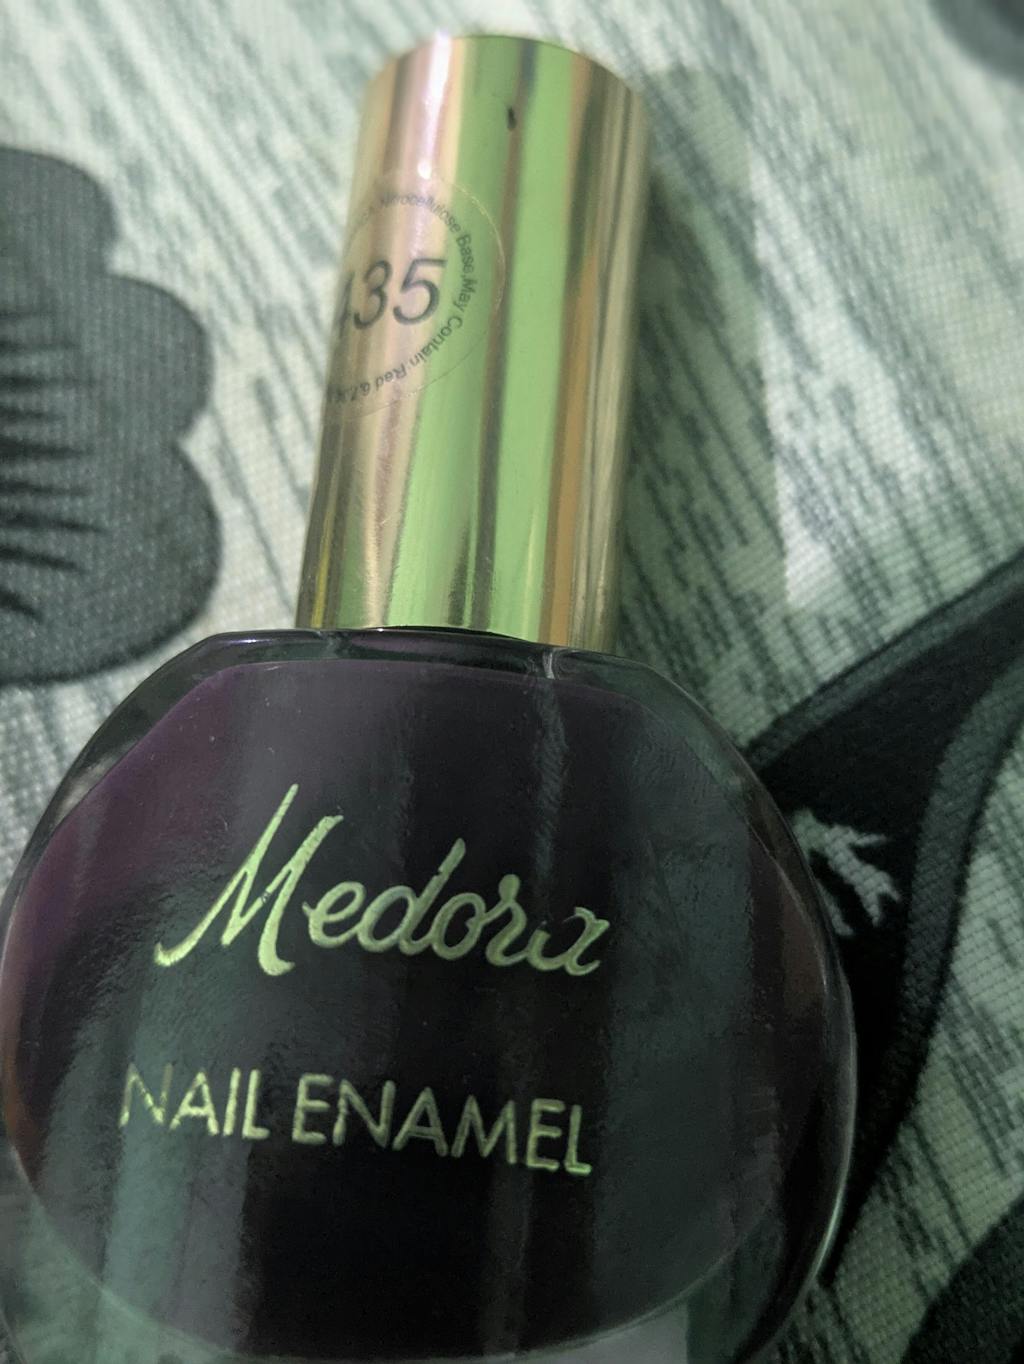 Nitrocellulose Base, May Contain: Red &
435
Medora
NAIL ENAMEL